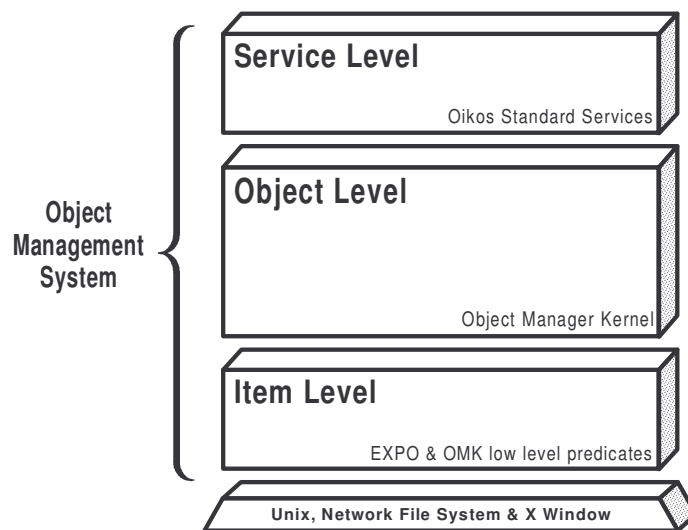 Service Level
Oikos Standard Services
Object Level
Object
Management
System
Object Manager Kernel
Item Level
EXPO & OMK low level predicates
Unix, Network File System & X Window